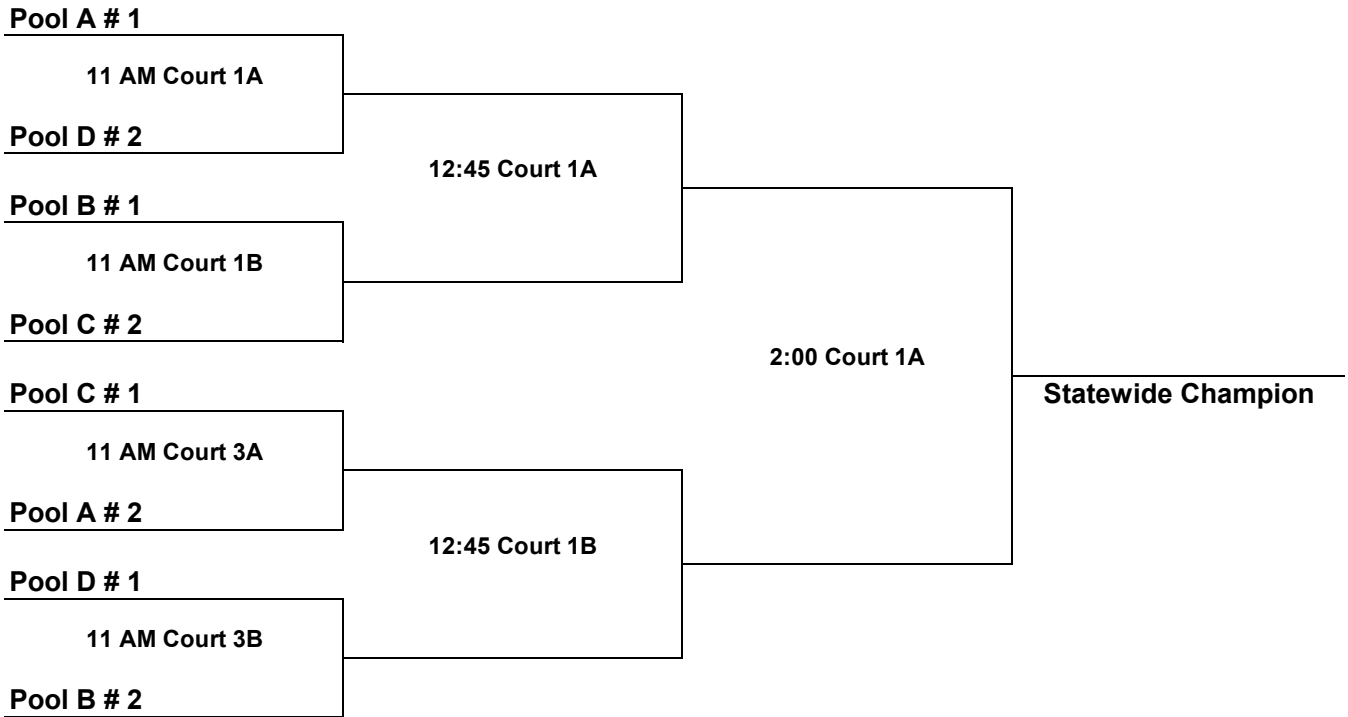 Pool A # 1
11 AM Court 1A
Pool D # 2
12:45 Court 1A
Pool B # 1
11 AM Court 1B
Pool C # 2
2:00 Court 1A
Statewide Champion
Pool C # 1
11 AM Court 3A
Pool A # 2
12:45 Court 1B
Pool D # 1
11 AM Court 3B
Pool B # 2